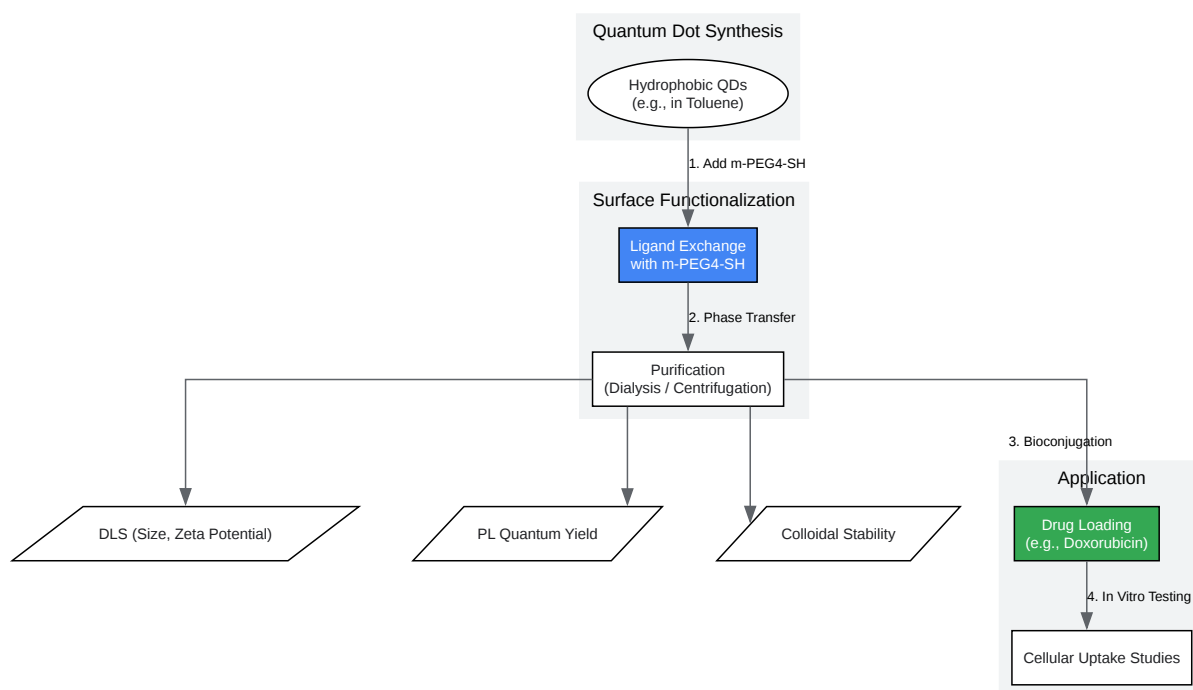 Quantum Dot Synthesis
Hydrophobic QDs
(e.g., in Toluene)
1. Add m-PEG4-SH
Surface Functionalization
Ligand Exchange
with m-PEG4-SH
2. Phase Transfer
Purification
(Dialysis / Centrifugation)
3. Bioconjugation
Application
DLS (Size, Zeta Potential)
PL Quantum Yield
Colloidal Stability
Drug Loading
(e.g., Doxorubicin)
4. In Vitro Testing
Cellular Uptake Studies